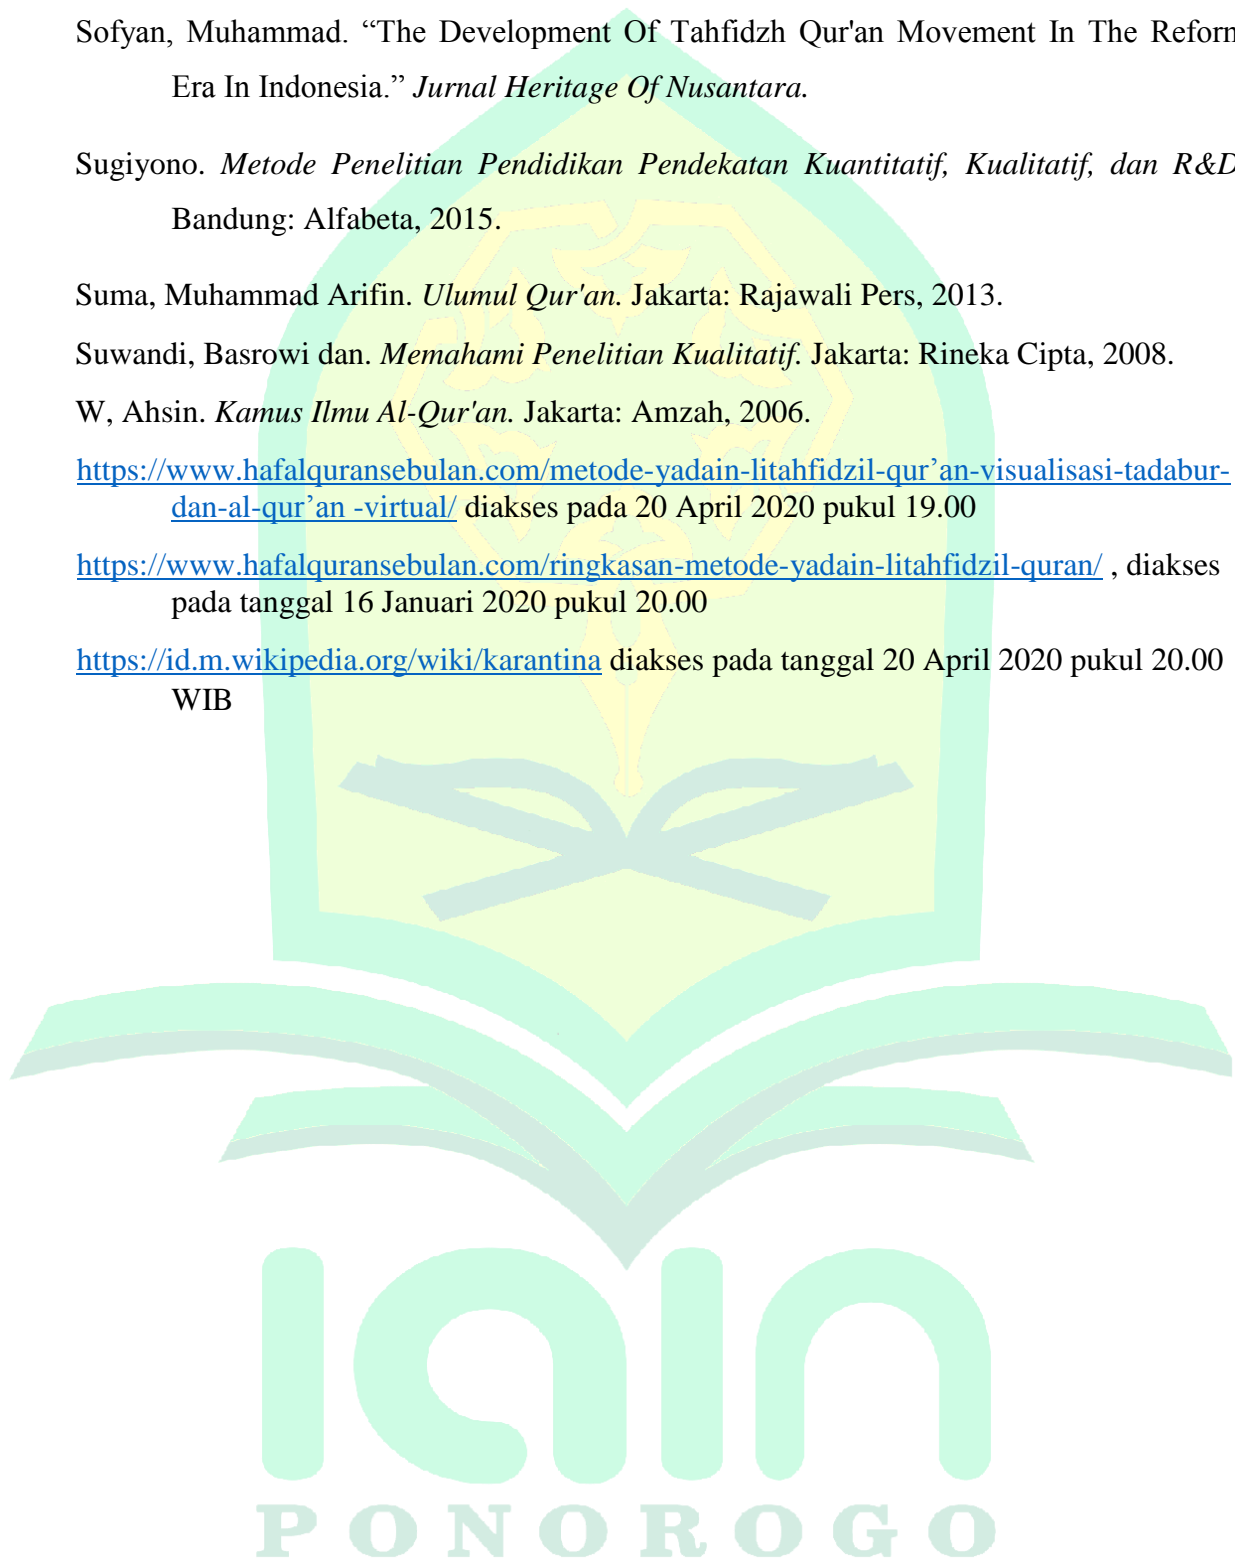 Sofyan, Muhammad. “The Development Of Tahfidzh Qur'an Movement In The Reform
Era In Indonesia.” Jurnal Heritage Of Nusantara.
Sugiyono. Metode Penelitian Pendidikan Pendekatan Kuantitatif, Kualitatif, dan R&D
Bandung: Alfabeta, 2015.
Suma, Muhammad Arifin. Ulumul Qur'an. Jakarta: Rajawali Pers, 2013.
Suwandi, Basrowi dan. Memahami Penelitian Kualitatif. Jakarta: Rineka Cipta, 2008.
W, Ahsin. Kamus Ilmu Al-Qur'an. Jakarta: Amzah, 2006.
https://www.hafalquransebulan.com/metode-yadain-litahfidzil-qur’an-visualisasi-tadabur-
dan-al-qur’an -virtual/ diakses pada 20 April 2020 pukul 19.00
https://www.hafalquransebulan.com/ringkasan-metode-yadain-litahfidzil-quran/ , diakses
pada tanggal 16 Januari 2020 pukul 20.00
https://id.m.wikipedia.org/wiki/karantina diakses pada tanggal 20 April 2020 pukul 20.00
WIB
iain
PONOROGO